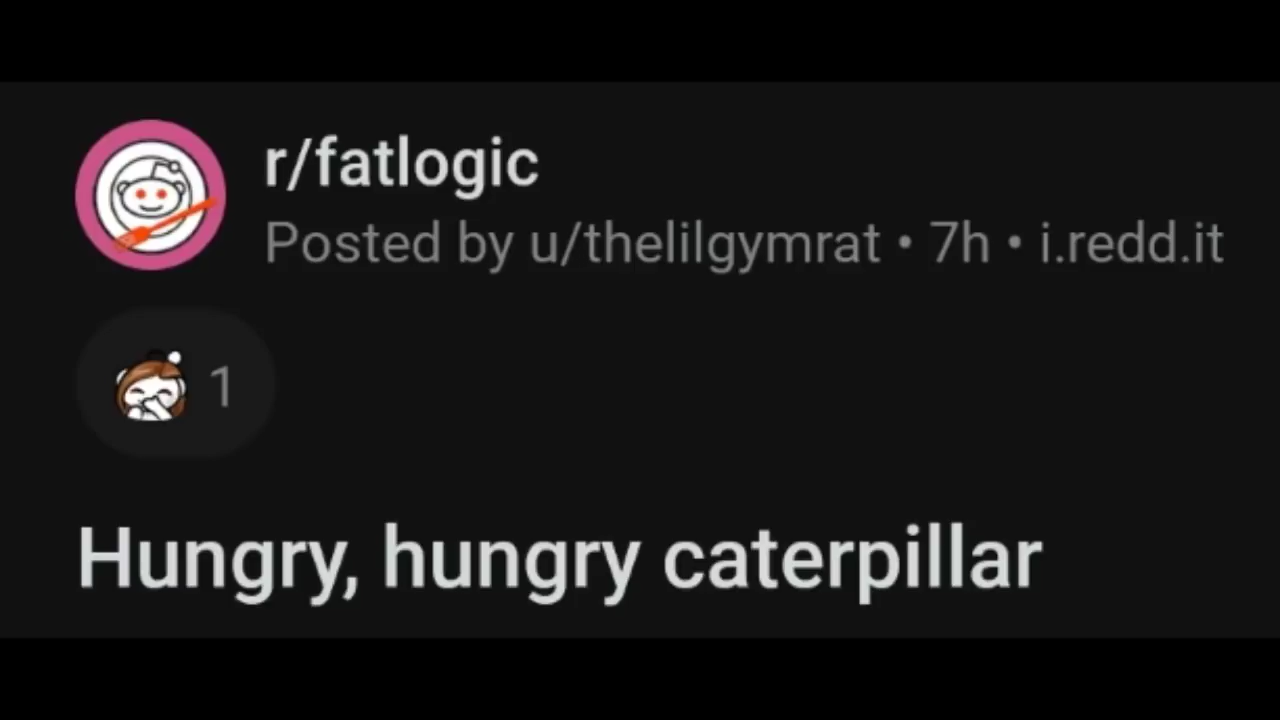 r/fatlogic
Posted by u/thelilgymrat • 7h • i.redd.it
1
Hungry, hungry caterpillar